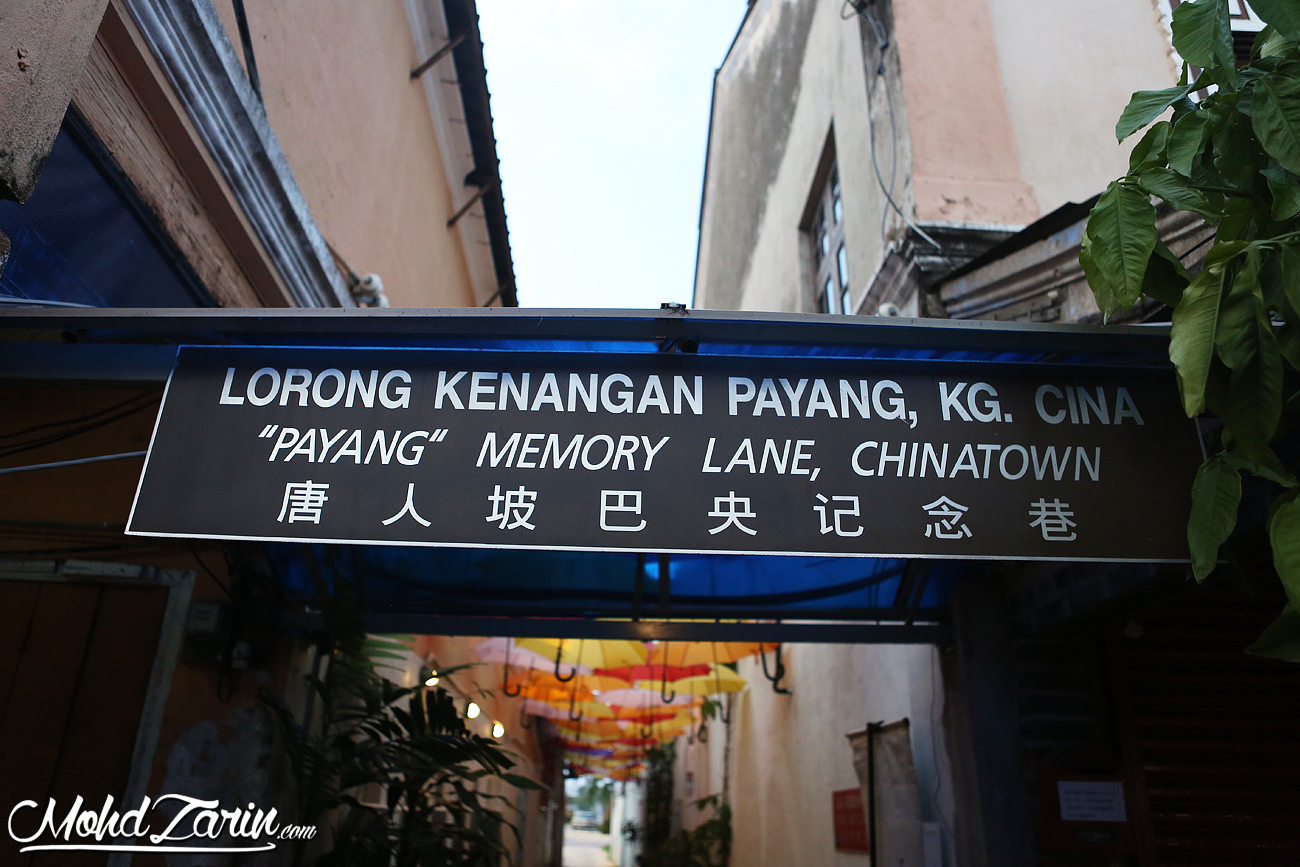 LORONG KENANGAN PAYANG, KG. CINA
“PAYANG“ MEMORY LANE, CHINATOWN
唐人坡巴央记念巷
MohdZarin.com